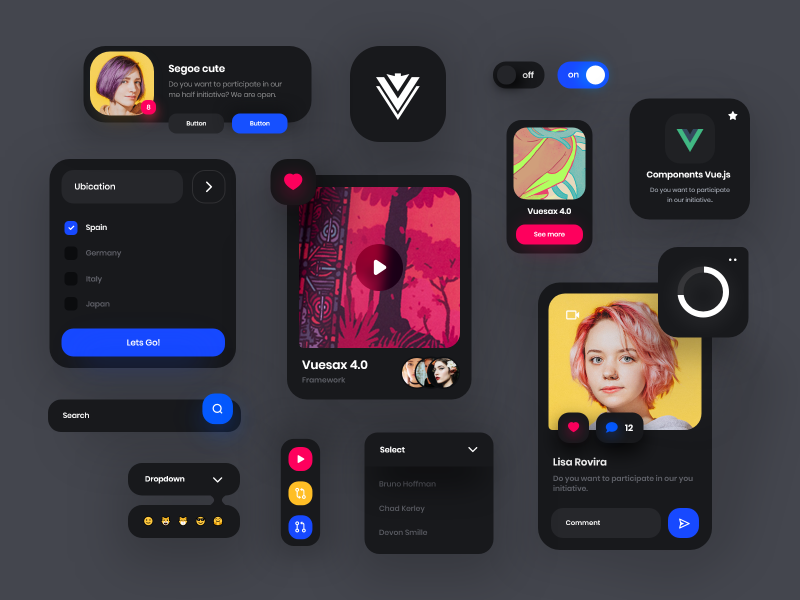 Segoe cute
Do you want to participate in our
me half initiative? We are open.
8
Button
Button
off
on
Components Vue.js
Do you want to participate
in our initiative.
Vuesax 4.0
See more
Ubication
Spain
Germany
Italy
Japan
Lets Go!
Vuesax 4.0
Framework
Search
Dropdown
Select
Bruno Hoffman
Chad Kerley
Devon Smille
12
Lisa Rovira
Do you want to participate in our you
initiative.
Comment